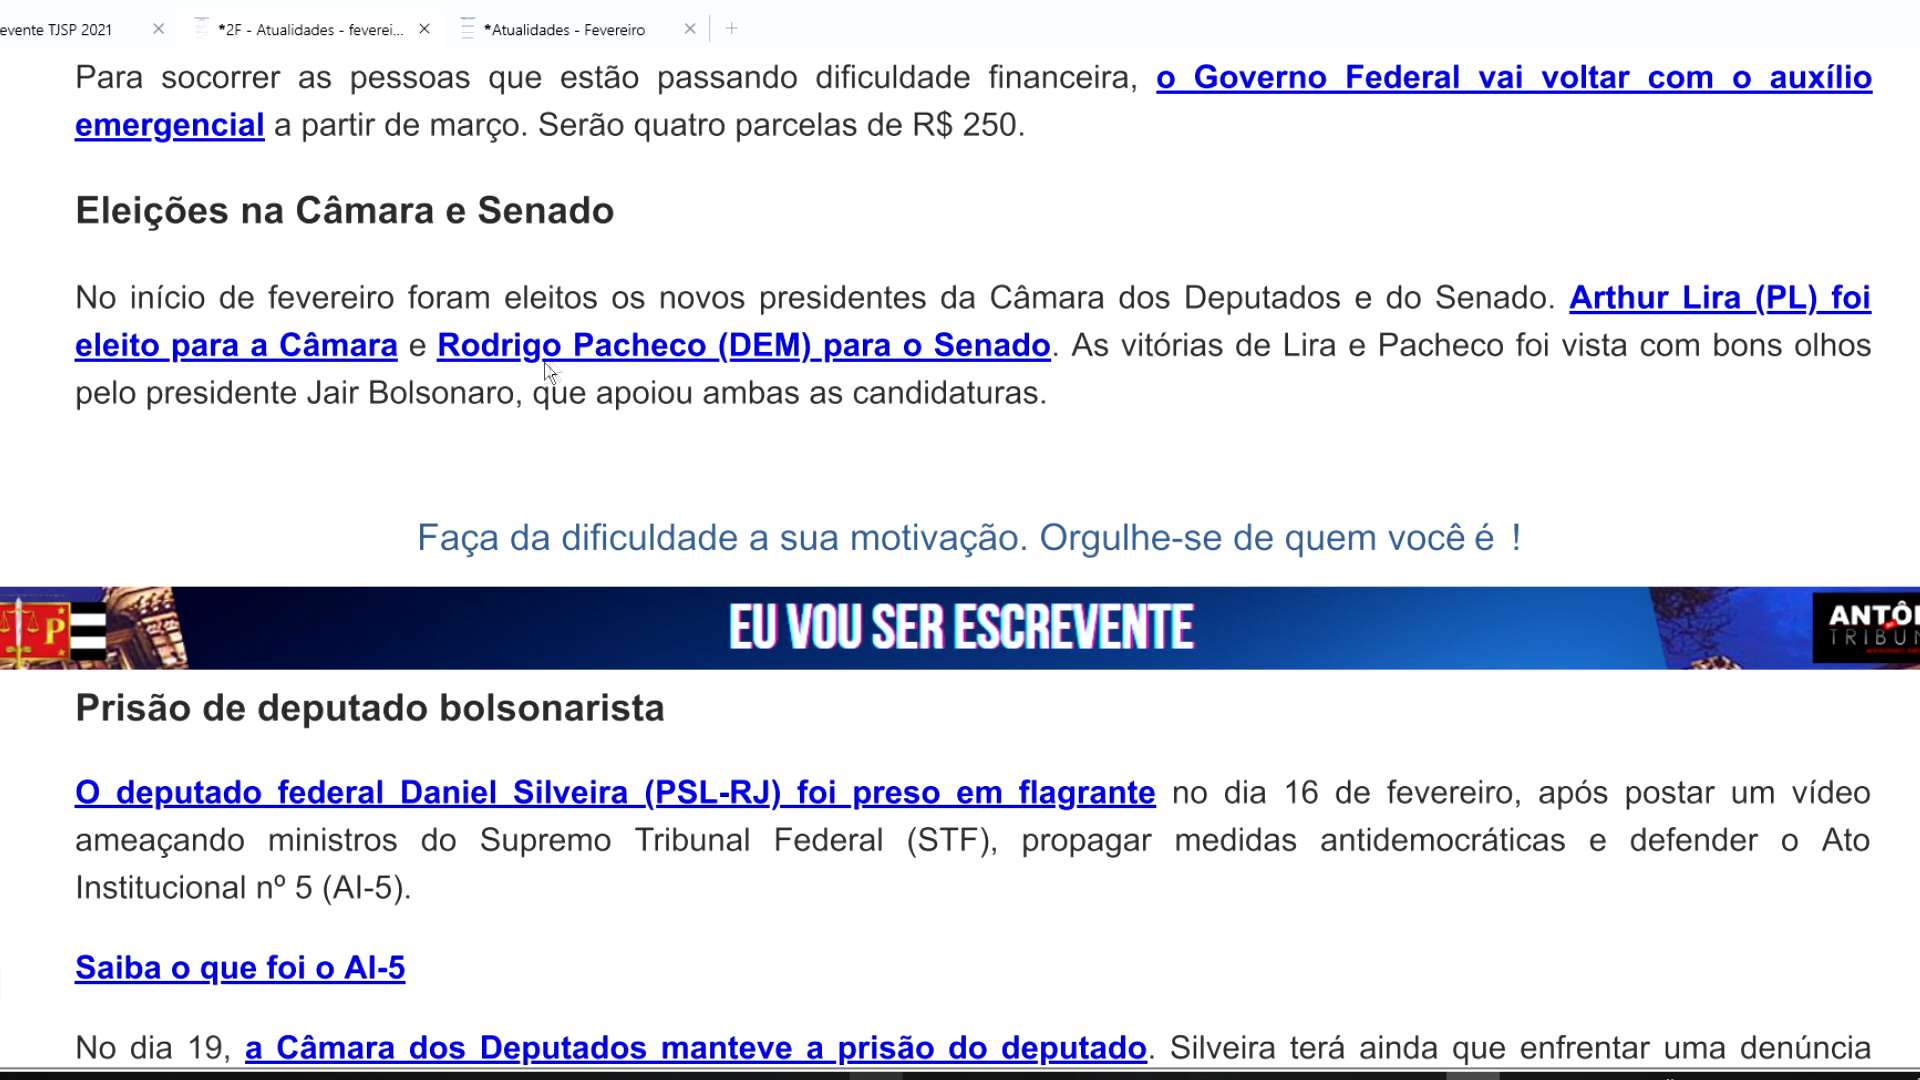 evente TJSP 2021
*2F - Atualidades - feverei...
*Atualidades - Fevereiro
Para socorrer as pessoas que estão passando dificuldade financeira, o Governo Federal vai voltar com o auxílio
emergencial a partir de março. Serão quatro parcelas de R$ 250.
Eleições na Câmara e Senado
No início de fevereiro foram eleitos os novos presidentes da Câmara dos Deputados e do Senado. Arthur Lira (PL) foi
eleito para a Câmara e Rodrigo Pacheco (DEM) para o Senado. As vitórias de Lira e Pacheco foi vista com bons olhos
pelo presidente Jair Bolsonaro, que apoiou ambas as candidaturas.
Faça da dificuldade a sua motivação. Orgulhe-se de quem você é !
P
EU VOU SER ESCREVENTE
ANTÔ
TRIBU
Prisão de deputado bolsonarista
O deputado federal Daniel Silveira (PSL-RJ) foi preso em flagrante no dia 16 de fevereiro, após postar um vídeo
ameaçando ministros do Supremo Tribunal Federal (STF), propagar medidas antidemocráticas e defender o Ato
Institucional nº 5 (AI-5).
Saiba o que foi o AI-5
No dia 19, a Câmara dos Deputados manteve a prisão do deputado. Silveira terá ainda que enfrentar uma denúncia